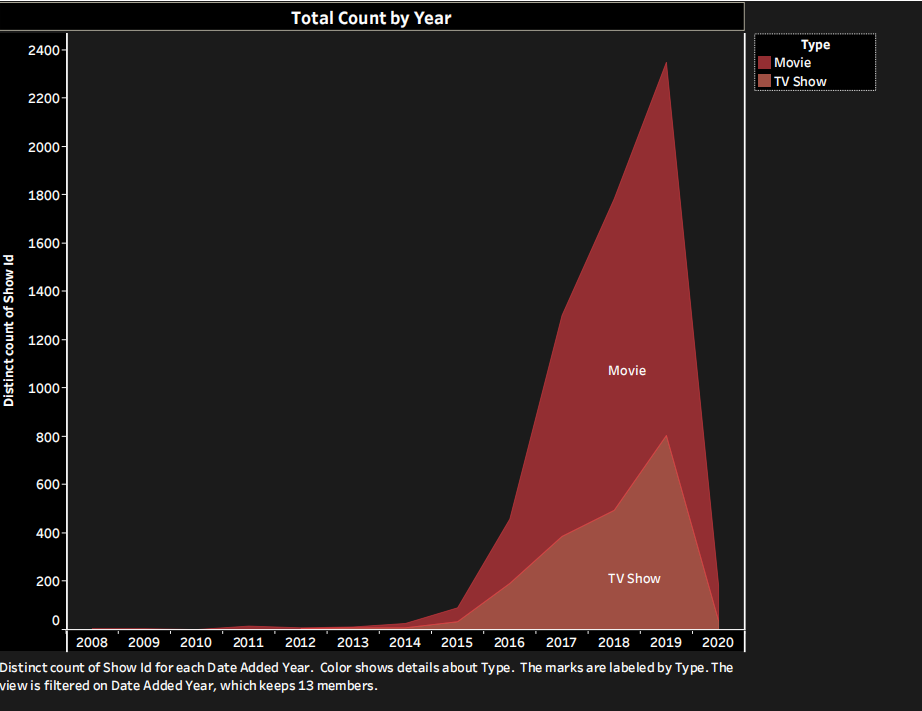 Total Count by Year
Type
Movie
TV Show
Distinct count of Show Id
2400
2200
2000
1800
1600
1400
1200
1000
800
600
400
200
0
Movie
TV Show
2008 2009 2010 2011 2012 2013 2014 2015 2016 2017 2018 2019 2020
Distinct count of Show Id for each Date Added Year.  Color shows details about Type.  The marks are labeled by Type. The
view is filtered on Date Added Year, which keeps 13 members.